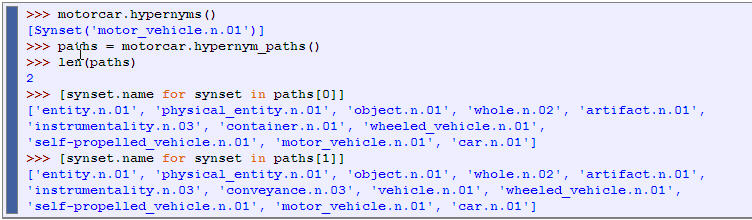 >>> motorcar.hypernyms()
[Synset('motor_vehicle.n.01')]
>>> paths = motorcar.hypernym_paths()
>>> len(paths)
2
>>> [synset.name for synset in paths[0]]
['entity.n.01', 'physical_entity.n.01', 'object.n.01', 'whole.n.02', 'artifact.n.01',
'instrumentality.n.03', 'container.n.01', 'wheeled_vehicle.n.01',
'self-propelled_vehicle.n.01', 'motor_vehicle.n.01', 'car.n.01']
>>> [synset.name for synset in paths[1]]
['entity.n.01', 'physical_entity.n.01', 'object.n.01', 'whole.n.02', 'artifact.n.01',
'instrumentality.n.03', 'conveyance.n.03', 'vehicle.n.01', 'wheeled_vehicle.n.01',
'self-propelled_vehicle.n.01', 'motor_vehicle.n.01', 'car.n.01']